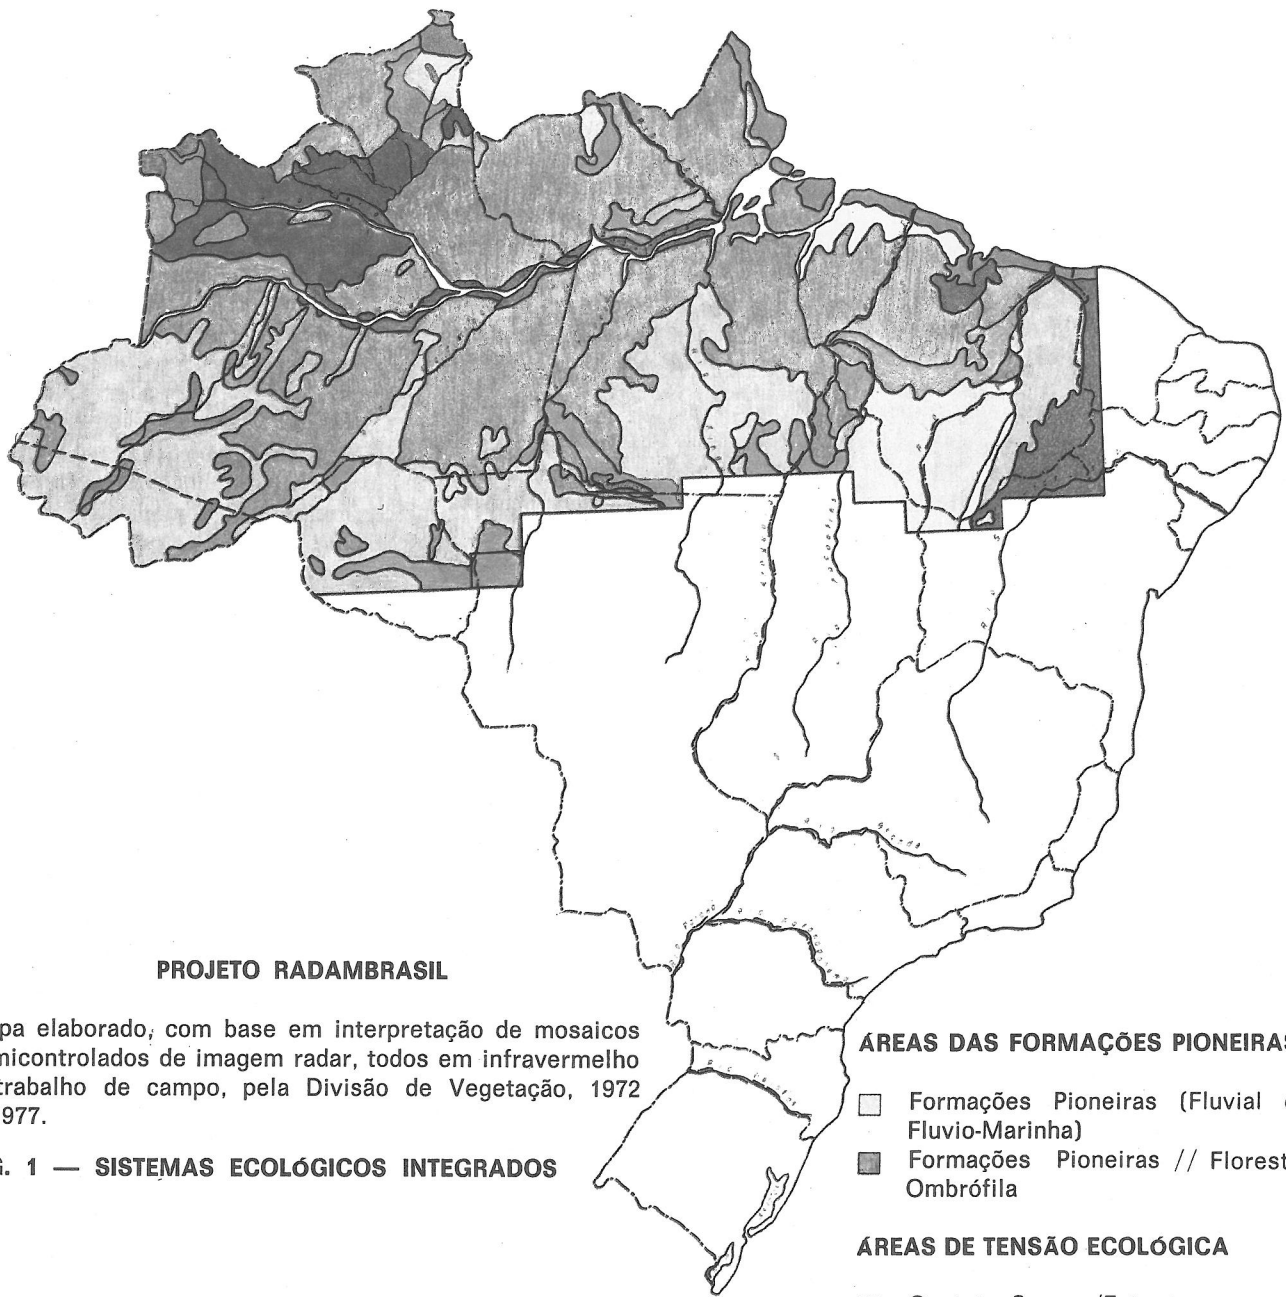 PROJETO RADAMBRASIL
pa elaborado, com base em interpretação de mosaicos
micontrolados de imagem radar, todos em infravermelho
trabalho de campo, pela Divisão de Vegetação, 1972
977.
G. 1 — SISTEMAS ECOLÓGICOS INTEGRADOS
ÁREAS DAS FORMAÇÕES PIONEIRAS
Formações Pioneiras (Fluvial e
Fluvio-Marinha)
Formações Pioneiras // Florest
Ombrófila
ÁREAS DE TENSÃO ECOLÓGICA